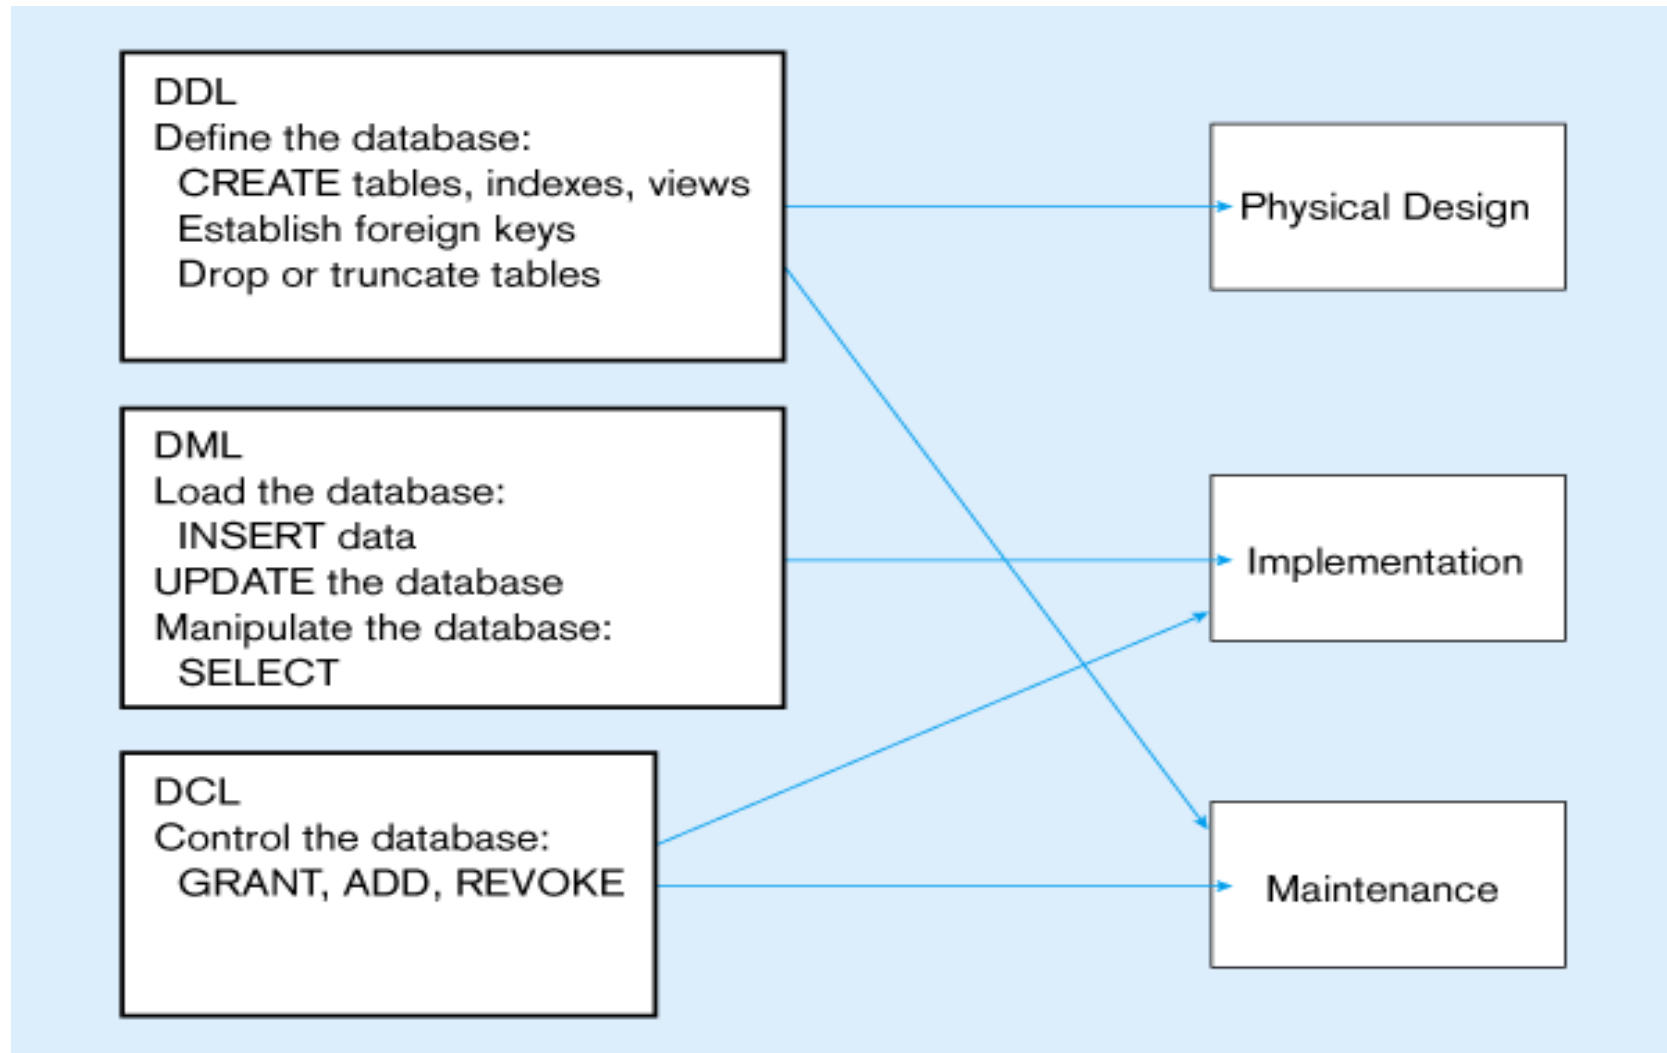 DDL
Define the database:
CREATE tables, indexes, views
Establish foreign keys
Drop or truncate tables
Physical Design
DML
Load the database:
INSERT data
UPDATE the database
Manipulate the database:
SELECT
Implementation
DCL
Control the database:
GRANT, ADD, REVOKE
Maintenance